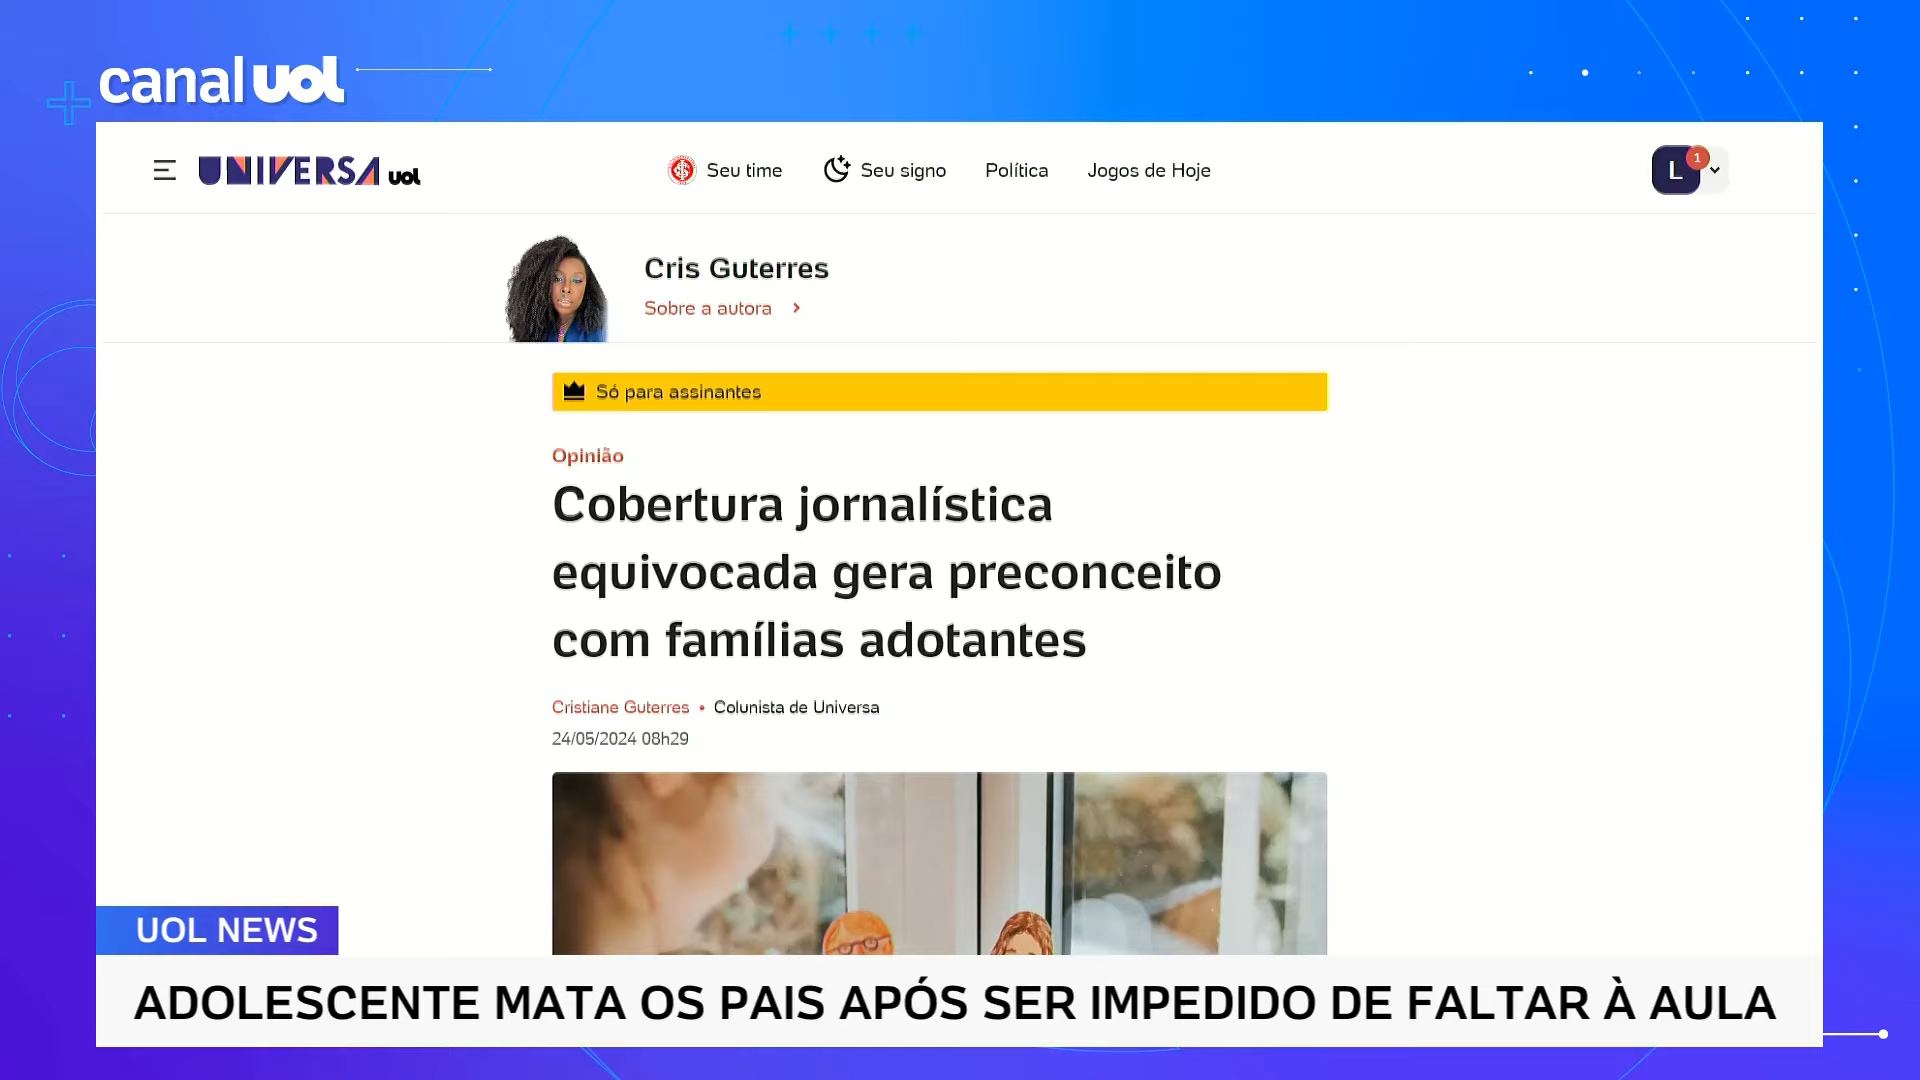 canal uol
UNIVERSA uol
Seu time
Seu signo
Política
Jogos de Hoje
L
1
Cris Guterres
Sobre a autora
Só para assinantes
Opinião
Cobertura jornalística
equivocada gera preconceito
com famílias adotantes
Cristiane Guterres • Colunista de Universa
24/05/2024 08h29
UOL NEWS
ADOLESCENTE MATA OS PAIS APÓS SER IMPEDIDO DE FALTAR À AULA